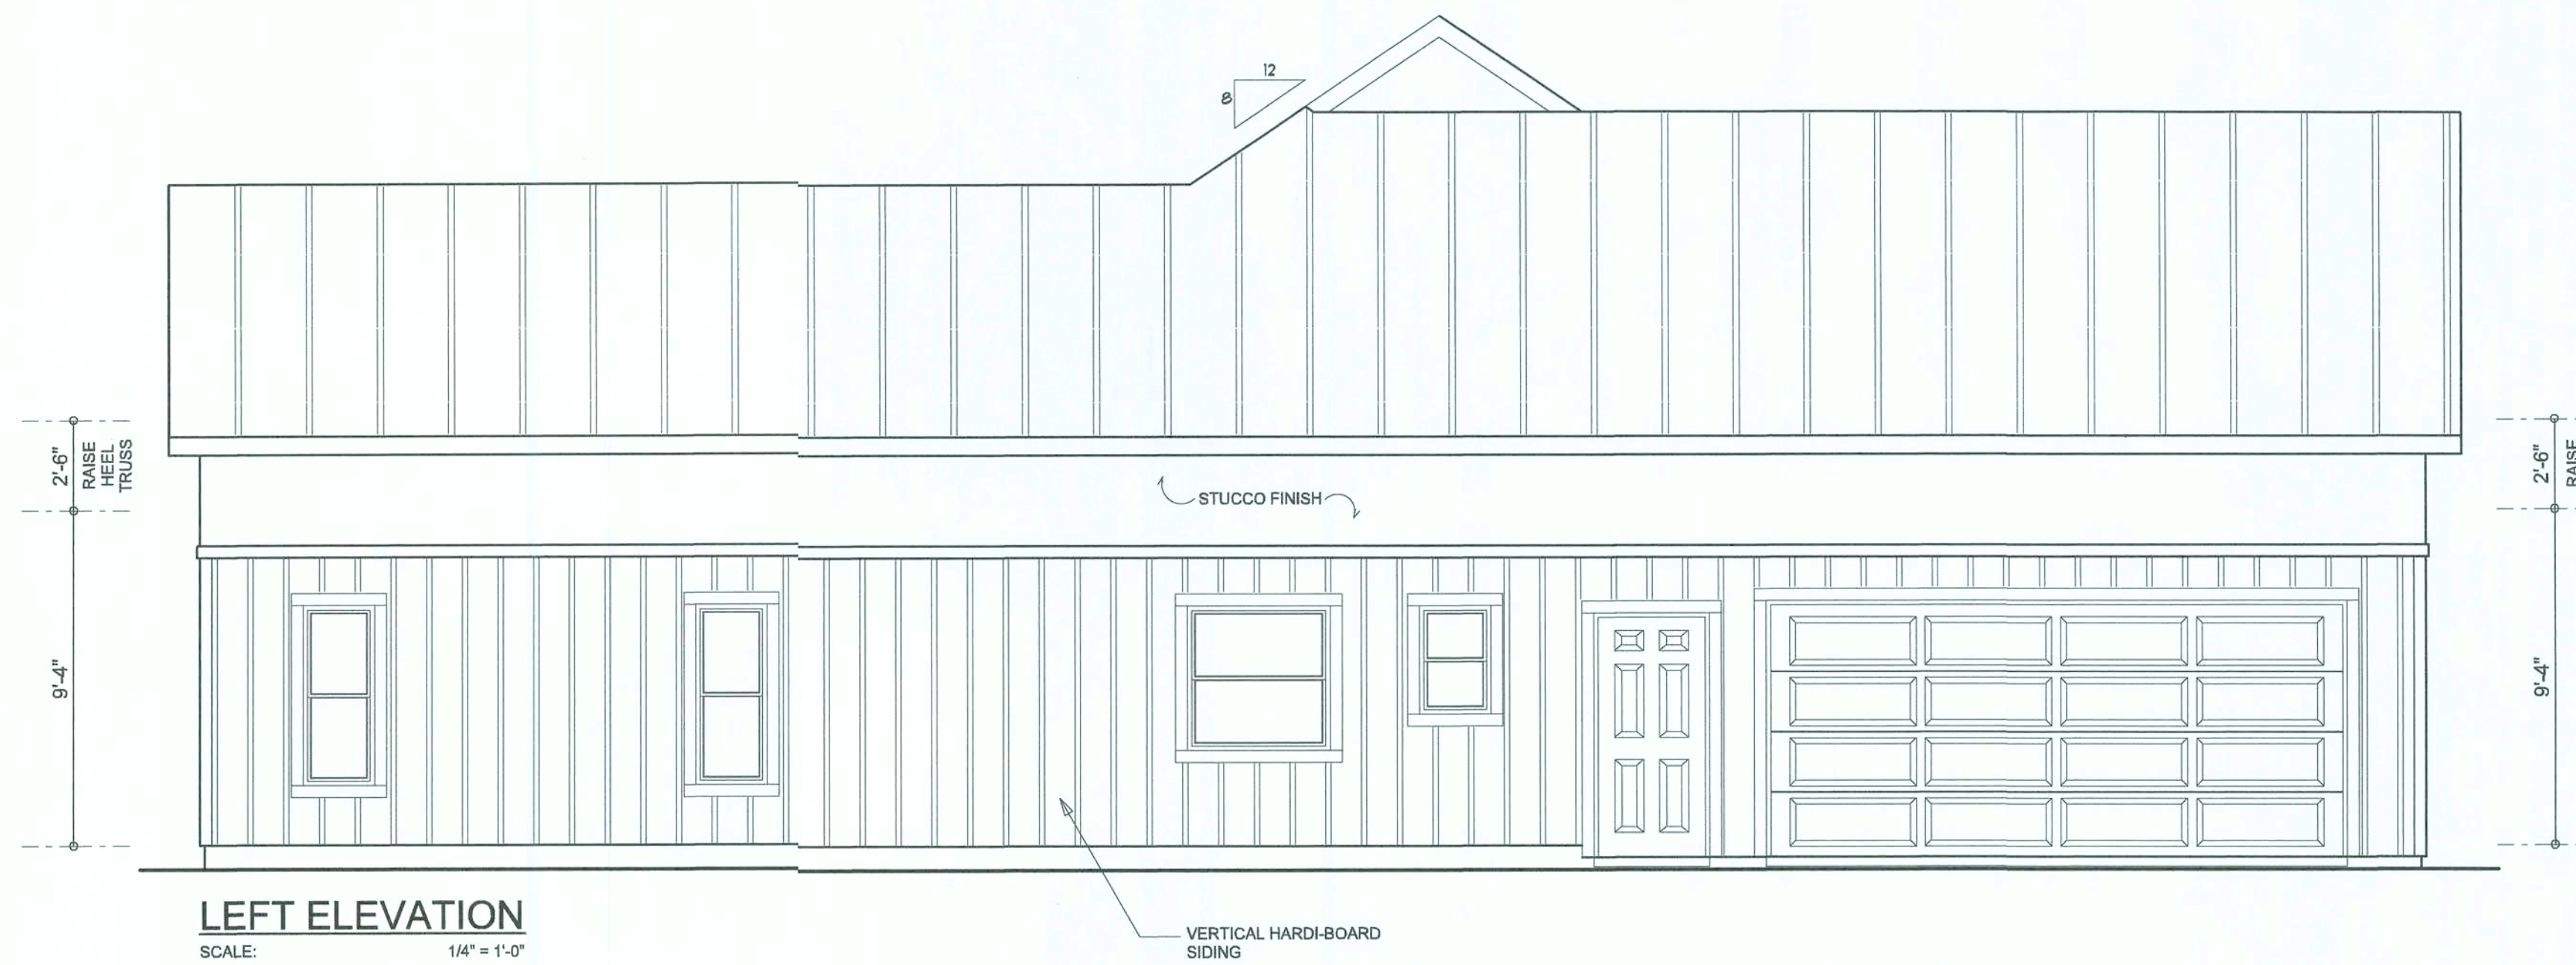 12
8
2'-6"
RAISE
HEEL
TRUSS
9'-4"
STUCCO FINISH
2'-6"
RAISE
9'-4"
VERTICAL HARDI-BOARD
SIDING
LEFT ELEVATION
SCALE: 1/4" = 1'-0"